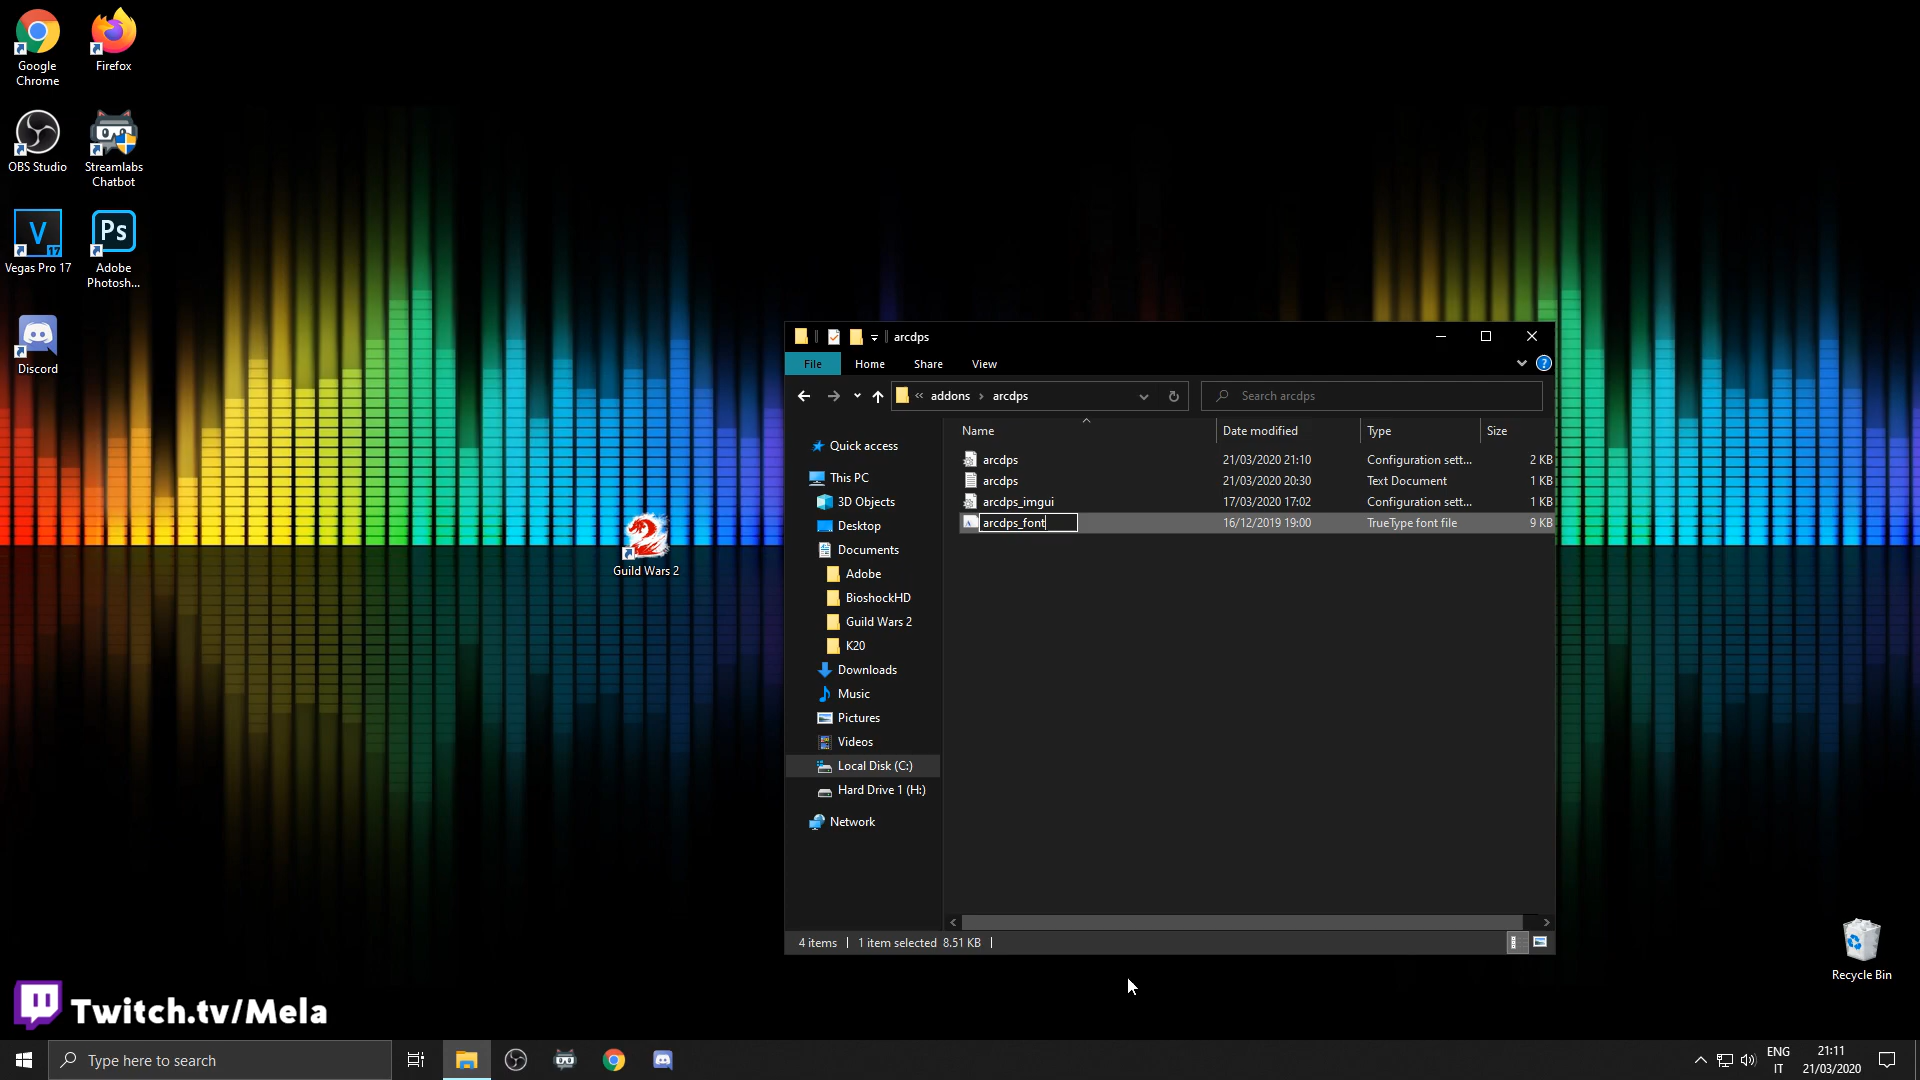 Google
Chrome
Firefox
OBS Studio
Streamlabs
Chatbot
V
17
Ps
Vegas Pro 17
Adobe
Photosh...
Discord
Guild Wars 2
arcdps
File
Home
Share
View
?
addons
arcdps
Search arcdps
Name
Date modified
Type
Size
arcdps
21/03/2020 21:10
Configuration sett...
2 KB
arcdps
21/03/2020 20:30
Text Document
1 KB
arcdps_imgui
17/03/2020 17:02
Configuration sett...
1 KB
arcdps_font
16/12/2019 19:00
TrueType font file
9 KB
Quick access
This PC
3D Objects
Desktop
Documents
Adobe
BioshockHD
Guild Wars 2
K20
Downloads
Music
Pictures
Videos
Local Disk (C:)
Hard Drive 1 (H:)
Network
4 items
1 item selected 8.51 KB
Recycle Bin
Twitch.tv/Mela
Type here to search
ENG
IT
21:11
21/03/2020